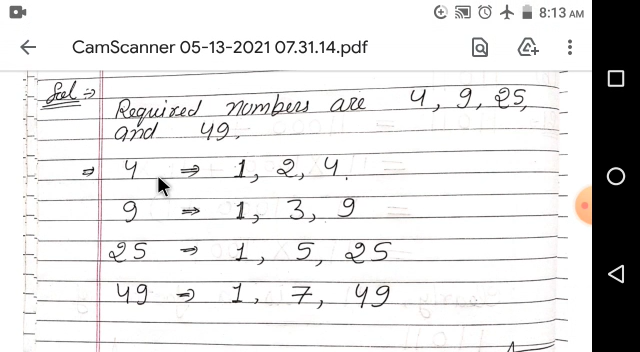 8:13 AM
CamScanner 05-13-2021 07.31.14.pdf
Sol ⇒
Required numbers are 4, 9, 25,
and 49.
⇒ 4 ⇒ 1, 2, 4.
9 ⇒ 1, 3, 9
25 ⇒ 1, 5, 25
49 ⇒ 1, 7, 49